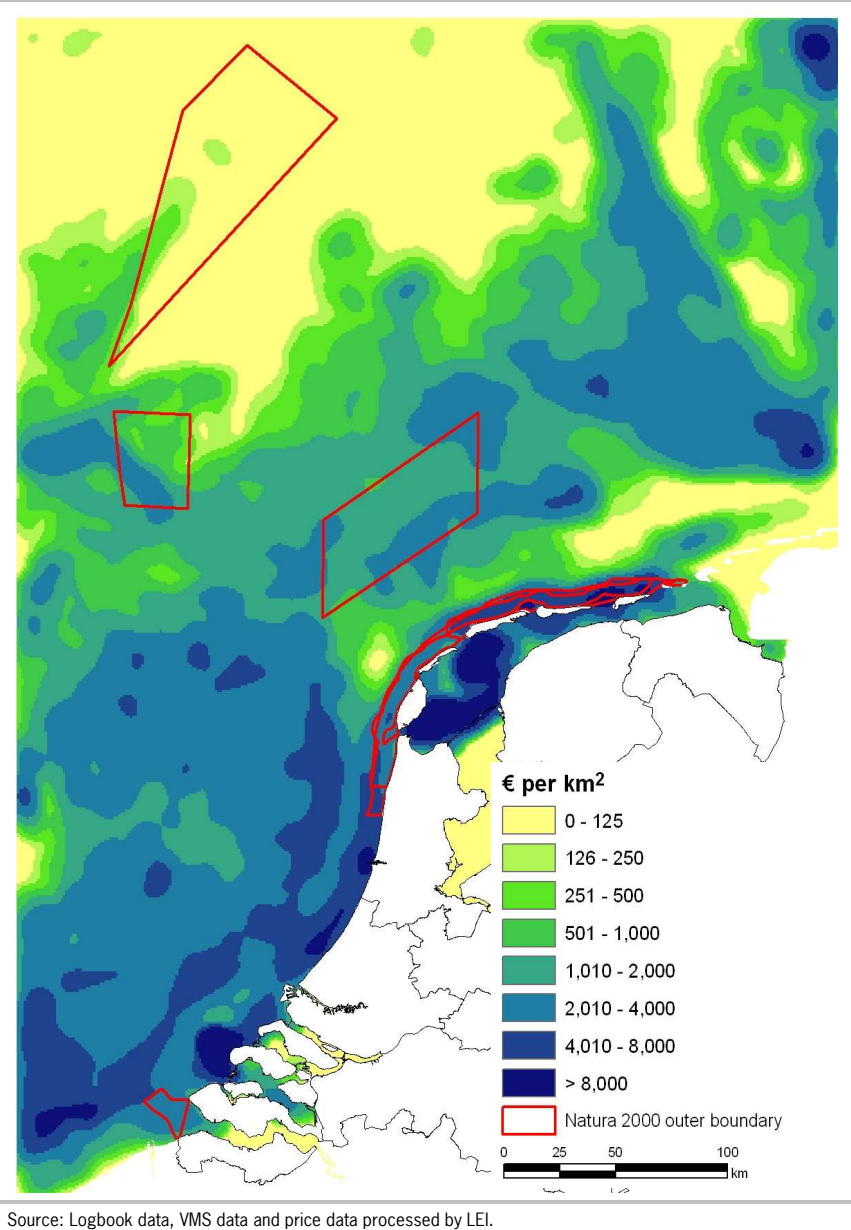 € per km²
0 - 125
126 - 250
251 - 500
501 - 1,000
1,010 - 2,000
2,010 - 4,000
4,010 - 8,000
> 8,000
Natura 2000 outer boundary
0 25 50 100
km
Source: Logbook data, VMS data and price data processed by LEI.